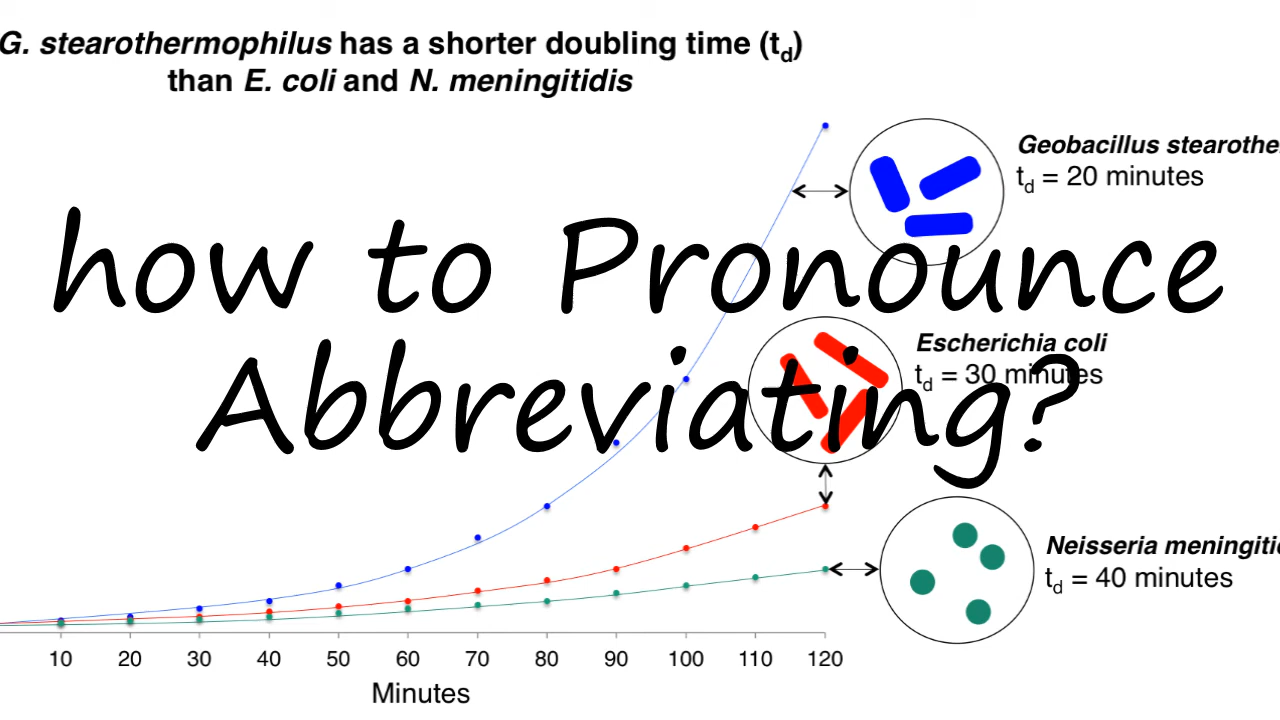 G. stearothermophilus has a shorter doubling time (td)
than E. coli and N. meningitidis
Geobacillus stearothe
td = 20 minutes
how to Pronounce
Abbreviating?
Escherichia coli
td = 30 minutes
Neisseria meningiti
td = 40 minutes
10 20 30 40 50 60 70 80 90 100 110 120
Minutes